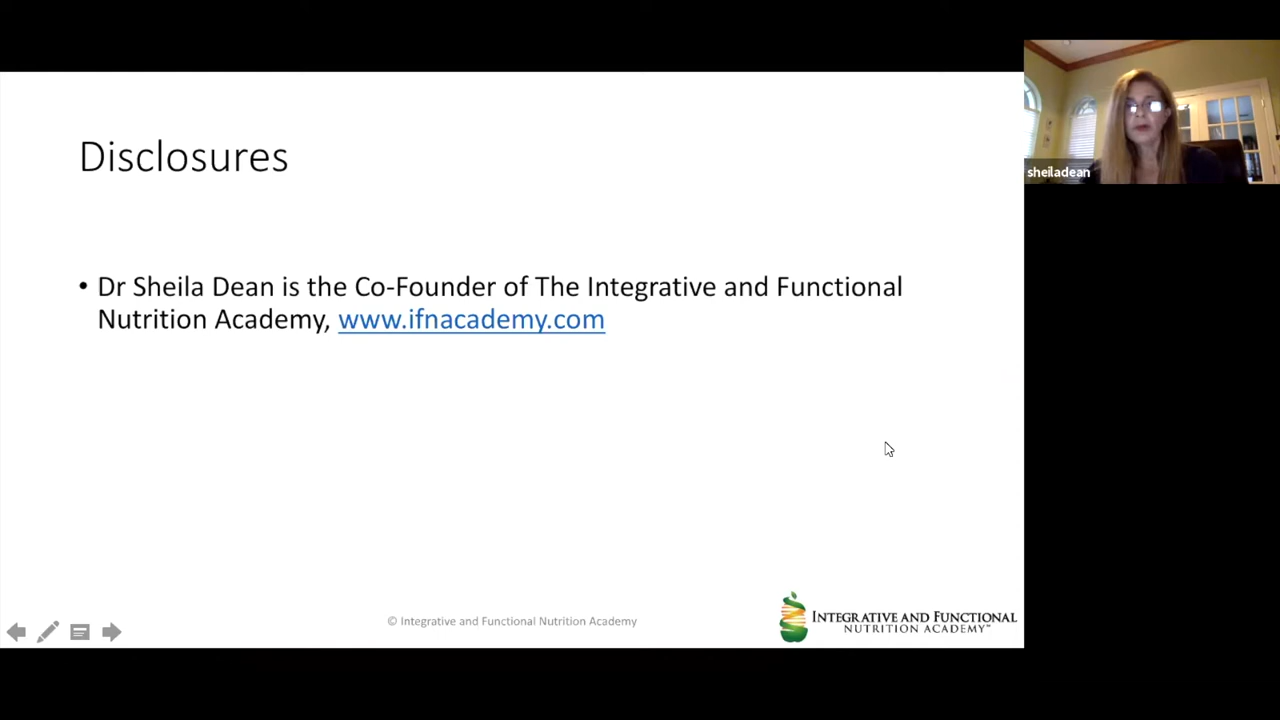 Disclosures
• Dr Sheila Dean is the Co-Founder of The Integrative and Functional
Nutrition Academy, www.ifnacademy.com
sheiladean
© Integrative and Functional Nutrition Academy
INTEGRATIVE AND FUNCTIONAL
NUTRITION ACADEMY™